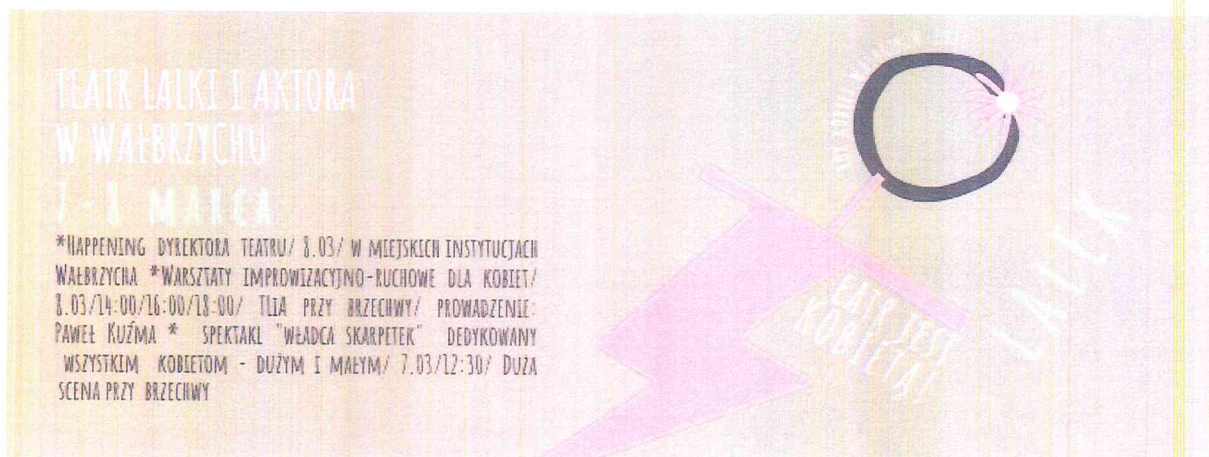 TEATR LALKI I AKTORA
W WAŁBRZYCHU
7-8 MARCA
*HAPPENING DYREKTORA TEATRU/ 8.03/ W MIEJSKICH INSTYTUCJACH
WAŁBRZYCHA *WARSZTATY IMPROWIZACYJNO-RUCHOWE DLA KOBIET/
8.03/14:00/16:00/18:00/ TLIA PRZY BRZECHWY/ PROWADZENIE:
PAWEŁ KUŹMA * SPEKTAKL "WŁADCA SKARPETEK" DEDYKOWANY
WSZYSTKIM KOBIETOM - DUŻYM I MAŁYM/ 7.03/12:30/ DUŻA
SCENA PRZY BRZECHWY
JEST
KOBIETĄ!
LALEK